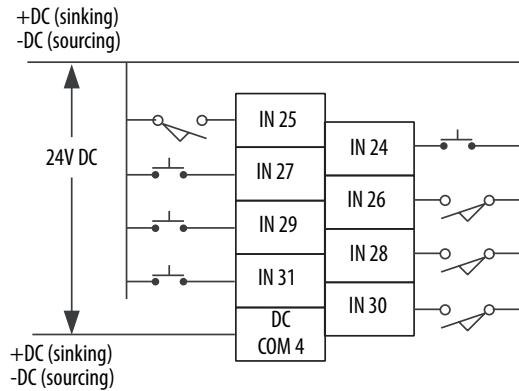 +DC (sinking)
-DC (sourcing)
24V DC
IN 25
IN 24
IN 27
IN 26
IN 29
IN 28
IN 31
IN 30
DC
COM 4
+DC (sinking)
-DC (sourcing)